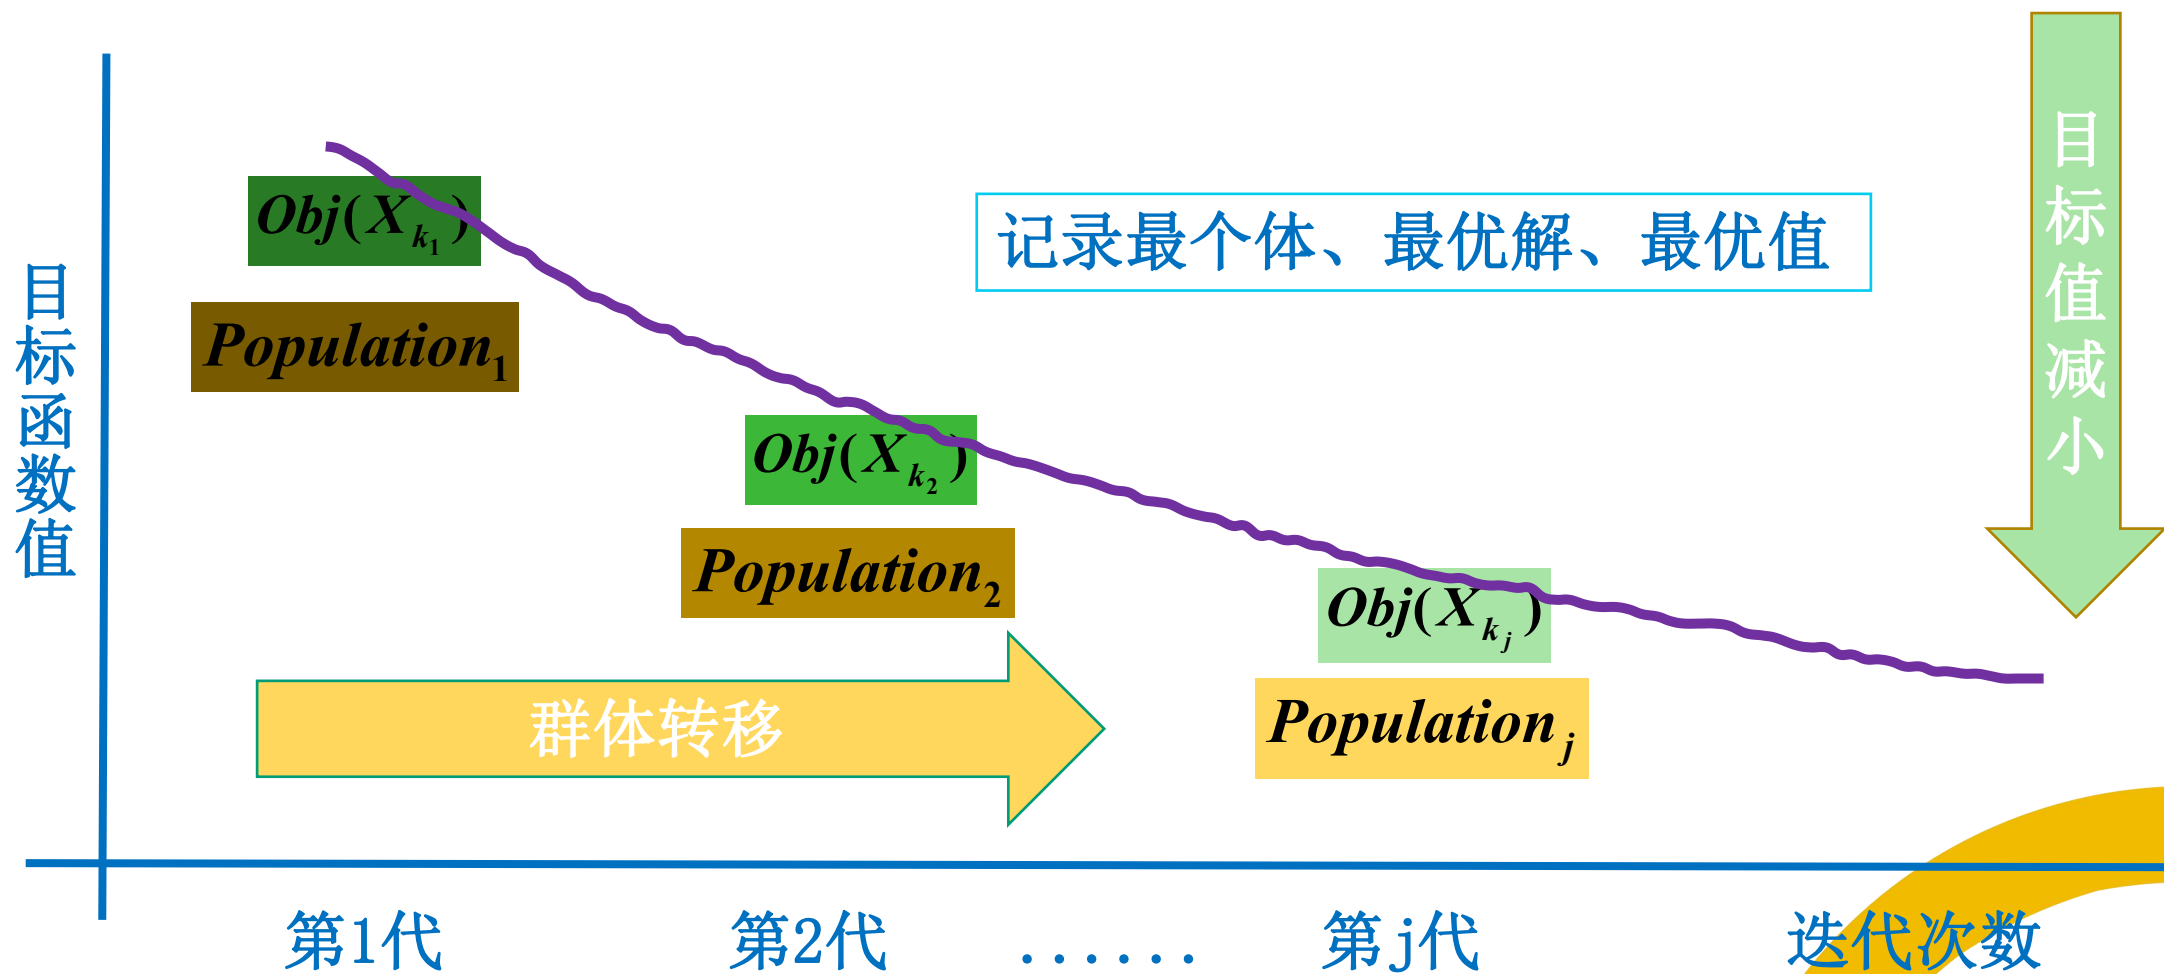 目标函数值
Obj(X_{k_1})
Population_1
记录最个体、最优解、最优值
目标值减小
Obj(X_{k_2})
Population_2
Obj(X_{k_j})
Population_j
群体转移
第1代 第2代 ...... 第j代 迭代次数